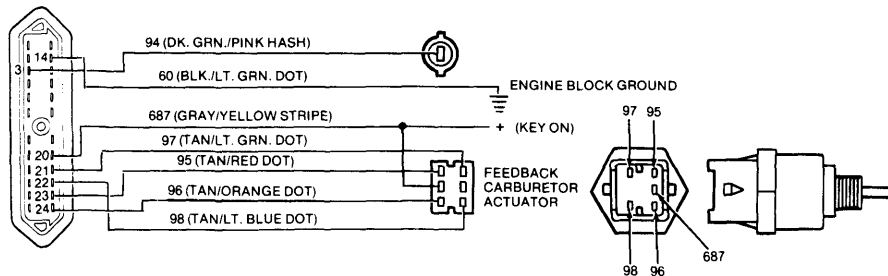 94 (DK. GRN./PINK HASH)
14
3
60 (BLK./LT. GRN. DOT)
ENGINE BLOCK GROUND
687 (GRAY/YELLOW STRIPE)
+ (KEY ON)
97 (TAN/LT. GRN. DOT)
20
95 (TAN/RED DOT)
21
22
23
24
96 (TAN/ORANGE DOT)
98 (TAN/LT. BLUE DOT)
FEEDBACK
CARBURETOR
ACTUATOR
97 95
687
98 96